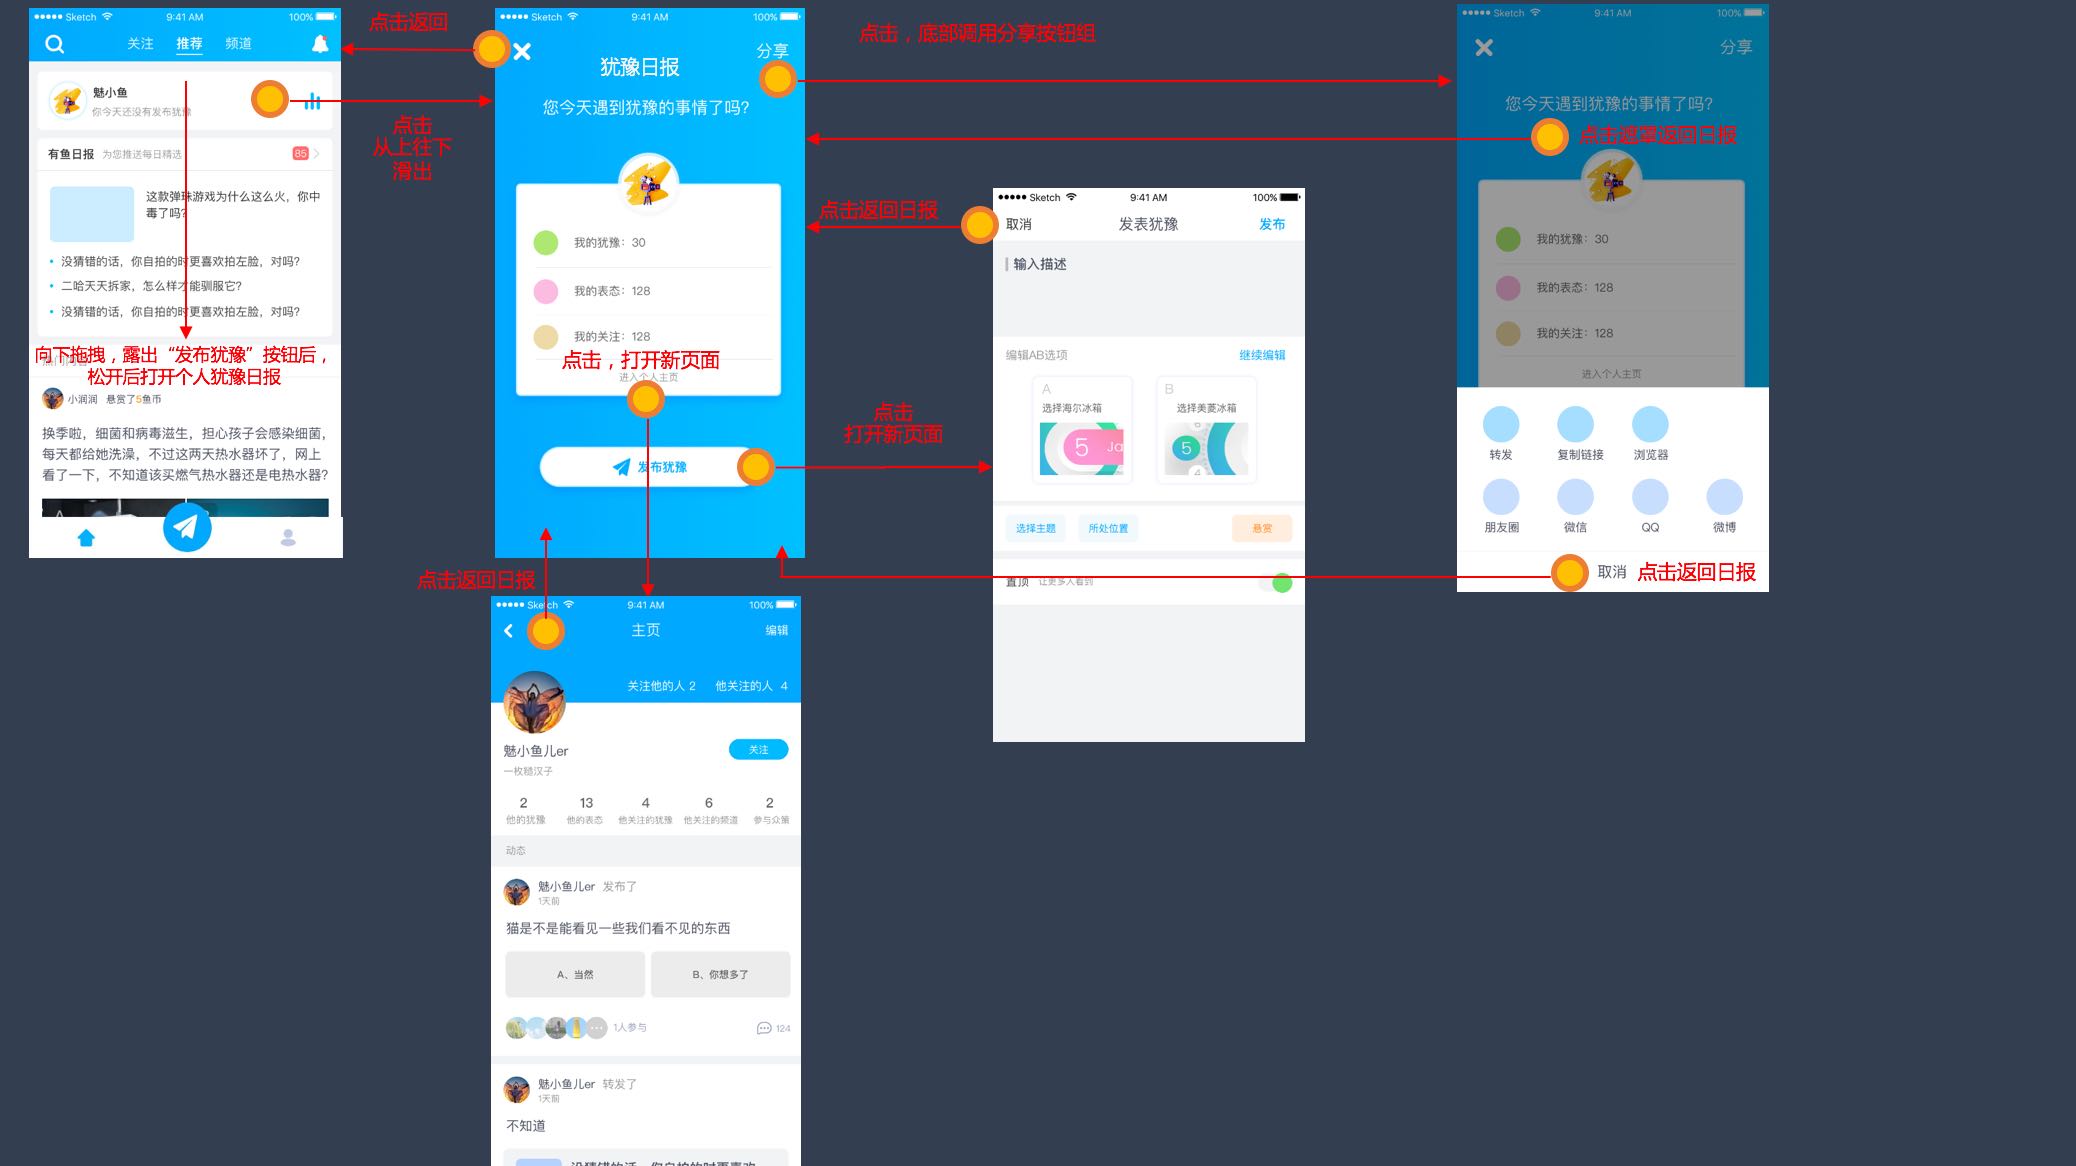 Sketch 9:41 AM 100%
关注 推荐 频道
魅小鱼
你今天还没有发布犹豫
有鱼日报 为您推送每日精选 85
这款弹珠游戏为什么这么火，你中
毒了吗?
没猜错的话，你自拍的时更喜欢拍左脸，对吗?
二哈天天拆家，怎么样才能驯服它?
没猜错的话，你自拍的时更喜欢拍左脸，对吗?
向下拖拽，露出“发布犹豫”按钮后，
松开后打开个人犹豫日报
小润润 悬赏了5鱼币
换季啦，细菌和病毒滋生，担心孩子会感染细菌，
每天都给她洗澡，不过这两天热水器坏了，网上
看了一下，不知道该买燃气热水器还是电热水器?
点击返回
点击
从上往下
滑出
Sketch 9:41 AM 100%
分享
犹豫日报
您今天遇到犹豫的事情了吗?
我的犹豫：30
我的表态：128
我的关注：128
点击，打开新页面
进入个人主页
发布犹豫
点击，底部调用分享按钮组
点击返回日报
点击
打开新页面
点击返回日报
Sketch 9:41 AM 100%
主页 编辑
关注他的人 2 他关注的人 4
魅小鱼儿er 关注
一枚糙汉子
2 13 4 6 2
他的犹豫 他的表态 他关注的犹豫 他关注的频道 参与众策
动态
魅小鱼儿er 发布了
1天前
猫是不是能看见一些我们看不见的东西
A、当然 B、你想多了
1人参与 124
魅小鱼儿er 转发了
1天前
不知道
Sketch 9:41 AM 100%
取消 发表犹豫 发布
输入描述
编辑AB选项 继续编辑
A B
选择海尔冰箱 选择美菱冰箱
5 Ja 6
5
4
选择主题 所处位置 悬赏
置顶 让更多人看到
Sketch 9:41 AM 100%
分享
您今天遇到犹豫的事情了吗?
点击遮罩返回日报
我的犹豫：30
我的表态：128
我的关注：128
进入个人主页
转发 复制链接 浏览器
朋友圈 微信 QQ 微博
取消 点击返回日报